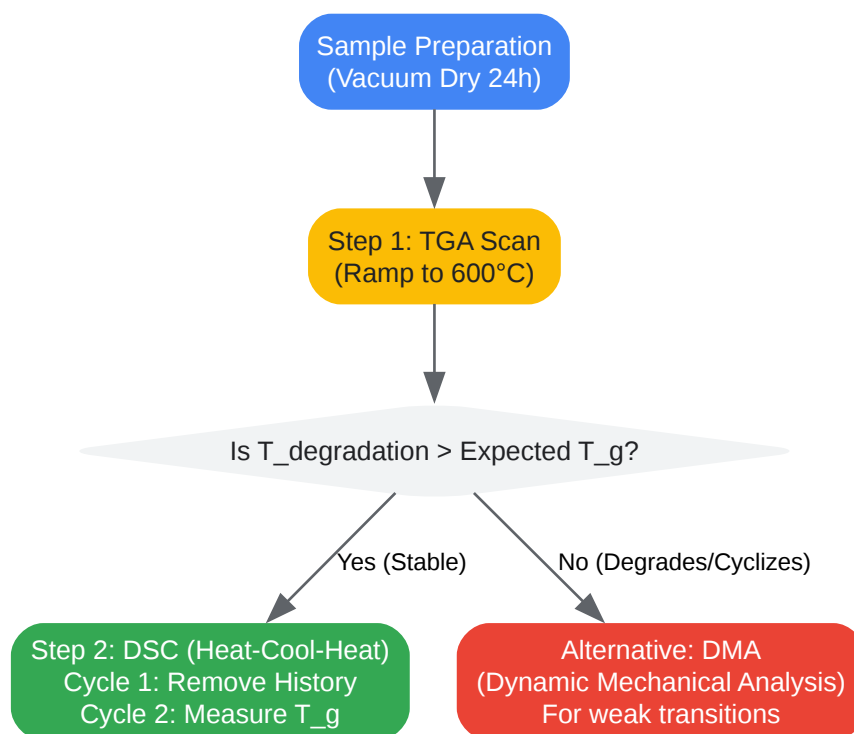 Sample Preparation
(Vacuum Dry 24h)
Step 1: TGA Scan
(Ramp to 600°C)
Is T_degradation > Expected T_g?
Yes (Stable)
No (Degrades/Cyclizes)
Step 2: DSC (Heat-Cool-Heat)
Cycle 1: Remove History
Cycle 2: Measure T_g
Alternative: DMA
(Dynamic Mechanical Analysis)
For weak transitions